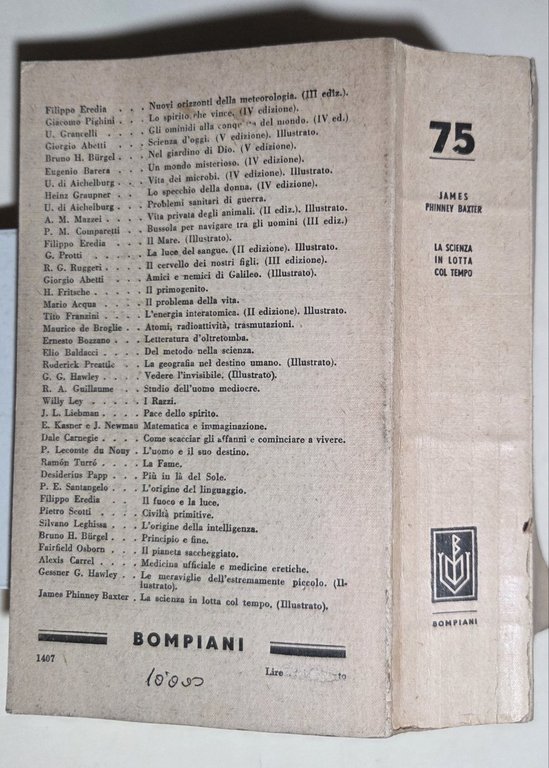 Filippo Eredia . . . Nuovi orizzonti della meteorologia. (III ediz.).
Giacomo Pighini . . . Lo spirito che vince. (IV edizione).
U. Grancelli . . . . Gli ominidi alla del mondo. (IV ed.)
Giorgio Abetti . . . Scienza d'oggi. (V edizione). Illustrato.
Bruno H. Bürgel . . . Nel giardino di Dio. (V edizione).
Eugenio Barera . . . Un mondo misterioso. (IV edizione).
U. di Aichelburg . . . Vita dei microbi. (IV edizione). Illustrato.
Heinz Graupner . . . Lo specchio della donna. (IV edizione).
U. di Aichelburg . . . Problemi sanitari di guerra.
A. M. Mazzei . . . . Vita privata degli animali. (II ediz.). Illustrato.
P. M. Comparetti . . . Bussola per navigare tra gli uomini (III ediz.)
Filippo Eredia . . . Il Mare. (Illustrato).
G. Protti . . . . La luce del sangue. (II edizione). Illustrato.
R. G. Ruggeri . . . . Il cervello dei nostri figli. (III edizione).
Giorgio Abetti . . . Amici e nemici di Galileo. (Illustrato).
H. Fritsche . . . . Il primogenito.
Mario Acqua . . . . Il problema della vita.
Tito Franzini . . . . L'energia interatomica. (II edizione). Illustrato.
Maurice de Broglie . . Atomi, radioattività, trasmutazioni.
Ernesto Bozzano . . . Letteratura d'oltretomba.
Elio Baldacci . . . . Del metodo nella scienza.
Roderick Preattie . . . La geografia nel destino umano. (Illustrato).
G. G. Hawley . . . . Vedere l'invisibile. (Illustrato).
R. A. Guillaume . . . Studio dell'uomo mediocre.
Willy Ley . . . . I Razzi.
J. L. Liebman . . . . Pace dello spirito.
E. Kasner e J. Newman Matematica e immaginazione.
Dale Carnegie . . . . Come scacciar gli affanni e cominciare a vivere.
P. Lecomte du Nouy . L'uomo e il suo destino.
Ramón Turró . . . . La Fame.
Desiderius Papp . . . Più in là del Sole.
P. E. Santangelo . . . L'origine del linguaggio.
Filippo Eredia . . . . Il fuoco e la luce.
Pietro Scotti . . . . Civiltà primitive.
Silvano Leghissa . . . L'origine della intelligenza.
Bruno H. Bürgel . . . Principio e fine.
Fairfield Osborn . . . Il pianeta saccheggiato.
Alexis Carrel . . . . Medicina ufficiale e medicine eretiche.
Gessner G. Hawley . . Le meraviglie dell'estremamente piccolo. (Il-
lustrato).
James Phinney Baxter . La scienza in lotta col tempo. (Illustrato).
BOMPIANI
1407
Lire to
10000
75
JAMES
PHINNEY BAXTER
LA SCIENZA
IN LOTTA
COL TEMPO
BOMPIANI